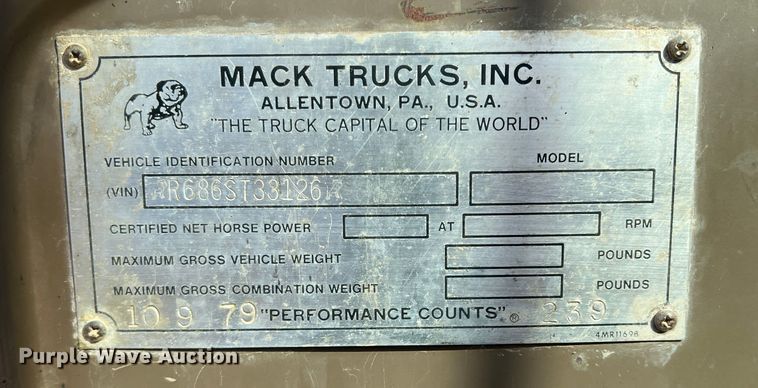 MACK TRUCKS, INC.
ALLENTOWN, PA., U.S.A.
"THE TRUCK CAPITAL OF THE WORLD"
VEHICLE IDENTIFICATION NUMBER MODEL
(VIN) R686ST33126
CERTIFIED NET HORSE POWER AT RPM
MAXIMUM GROSS VEHICLE WEIGHT POUNDS
MAXIMUM GROSS COMBINATION WEIGHT POUNDS
10 9 79 "PERFORMANCE COUNTS"® 239
4MR1169B
Purple Wave Auction